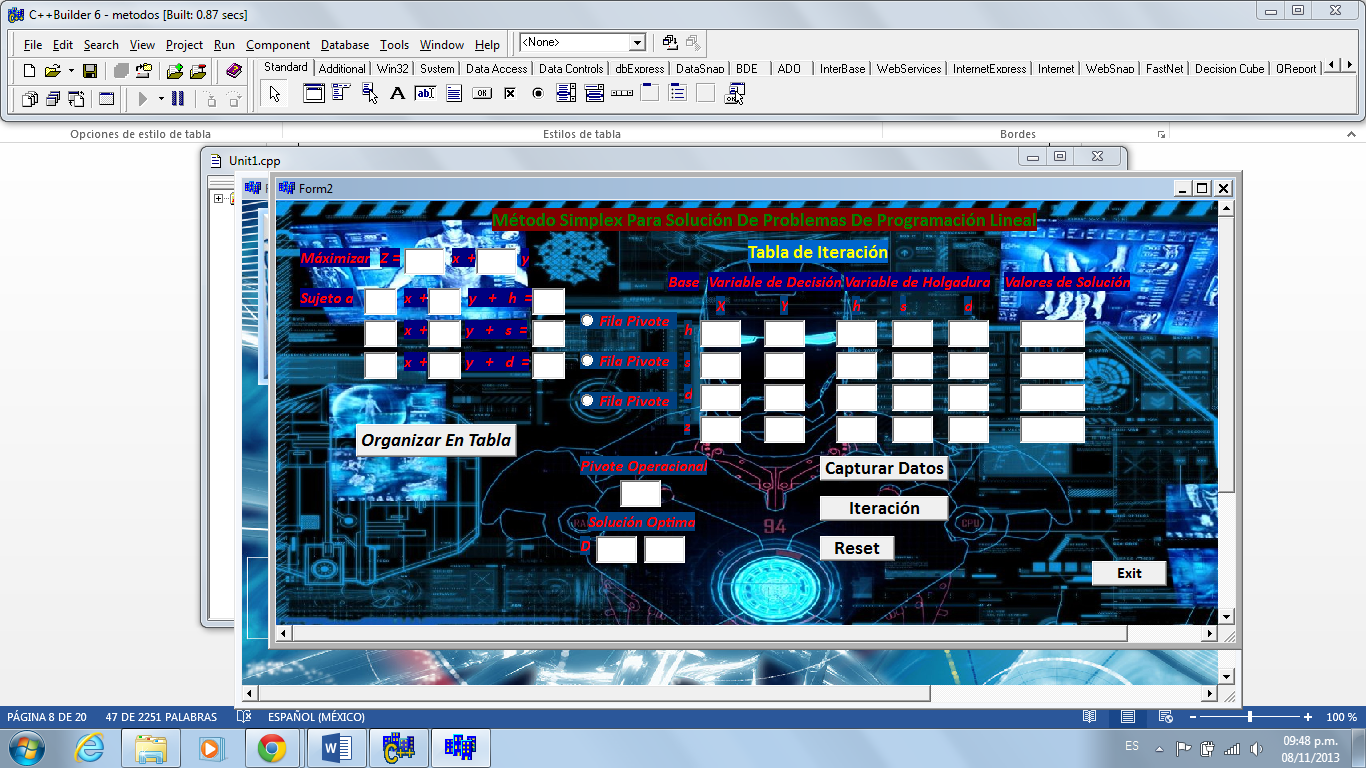 C++Builder 6 - metodos [Built: 0.87 secs]
File Edit Search View Project Run Component Database Tools Window Help <None>
Standard Additional Win32 System Data Access Data Controls dbExpress DataSnap BDE ADO InterBase WebServices InternetExpress Internet WebSnap FastNet Decision Cube QReport
Opciones de estilo de tabla Estilos de tabla Bordes
Unit1.cpp
Form2
Método Simplex Para Solución De Problemas De Programación Lineal
Máximizar Z = x + y
Tabla de Iteración
Base Variable de Decisión Variable de Holgadura Valores de Solución
X Y h s d
Sujeto a x + y + h =
x + y + s =
x + y + d =
Fila Pivote h
Fila Pivote s
Fila Pivote d
z
Organizar En Tabla
Pivote Operacional
Capturar Datos
Iteración
Solución Optima
D
Reset
Exit
94
CPU
PÁGINA 8 DE 20 47 DE 2251 PALABRAS ESPAÑOL (MÉXICO) 100 %
ES 09:48 p.m.
08/11/2013